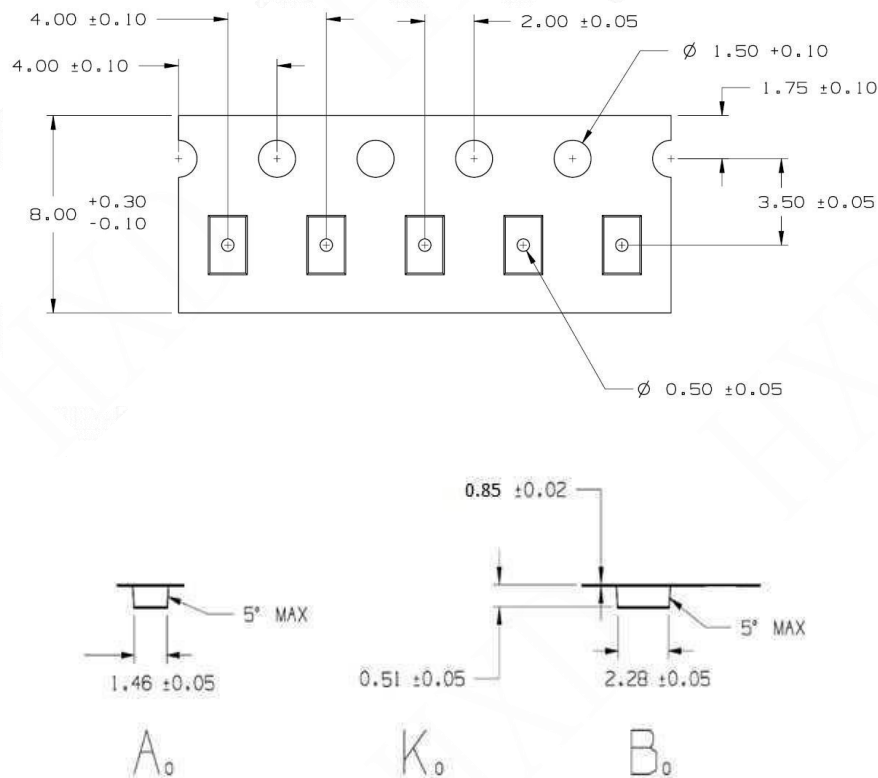 4.00 ±0.10
2.00 ±0.05
Ø 1.50 +0.10
4.00 ±0.10
1.75 ±0.10
8.00 +0.30
-0.10
3.50 ±0.05
Ø 0.50 ±0.05
0.85 ±0.02
5° MAX
5° MAX
1.46 ±0.05
0.51 ±0.05
2.28 ±0.05
A₀
K₀
B₀